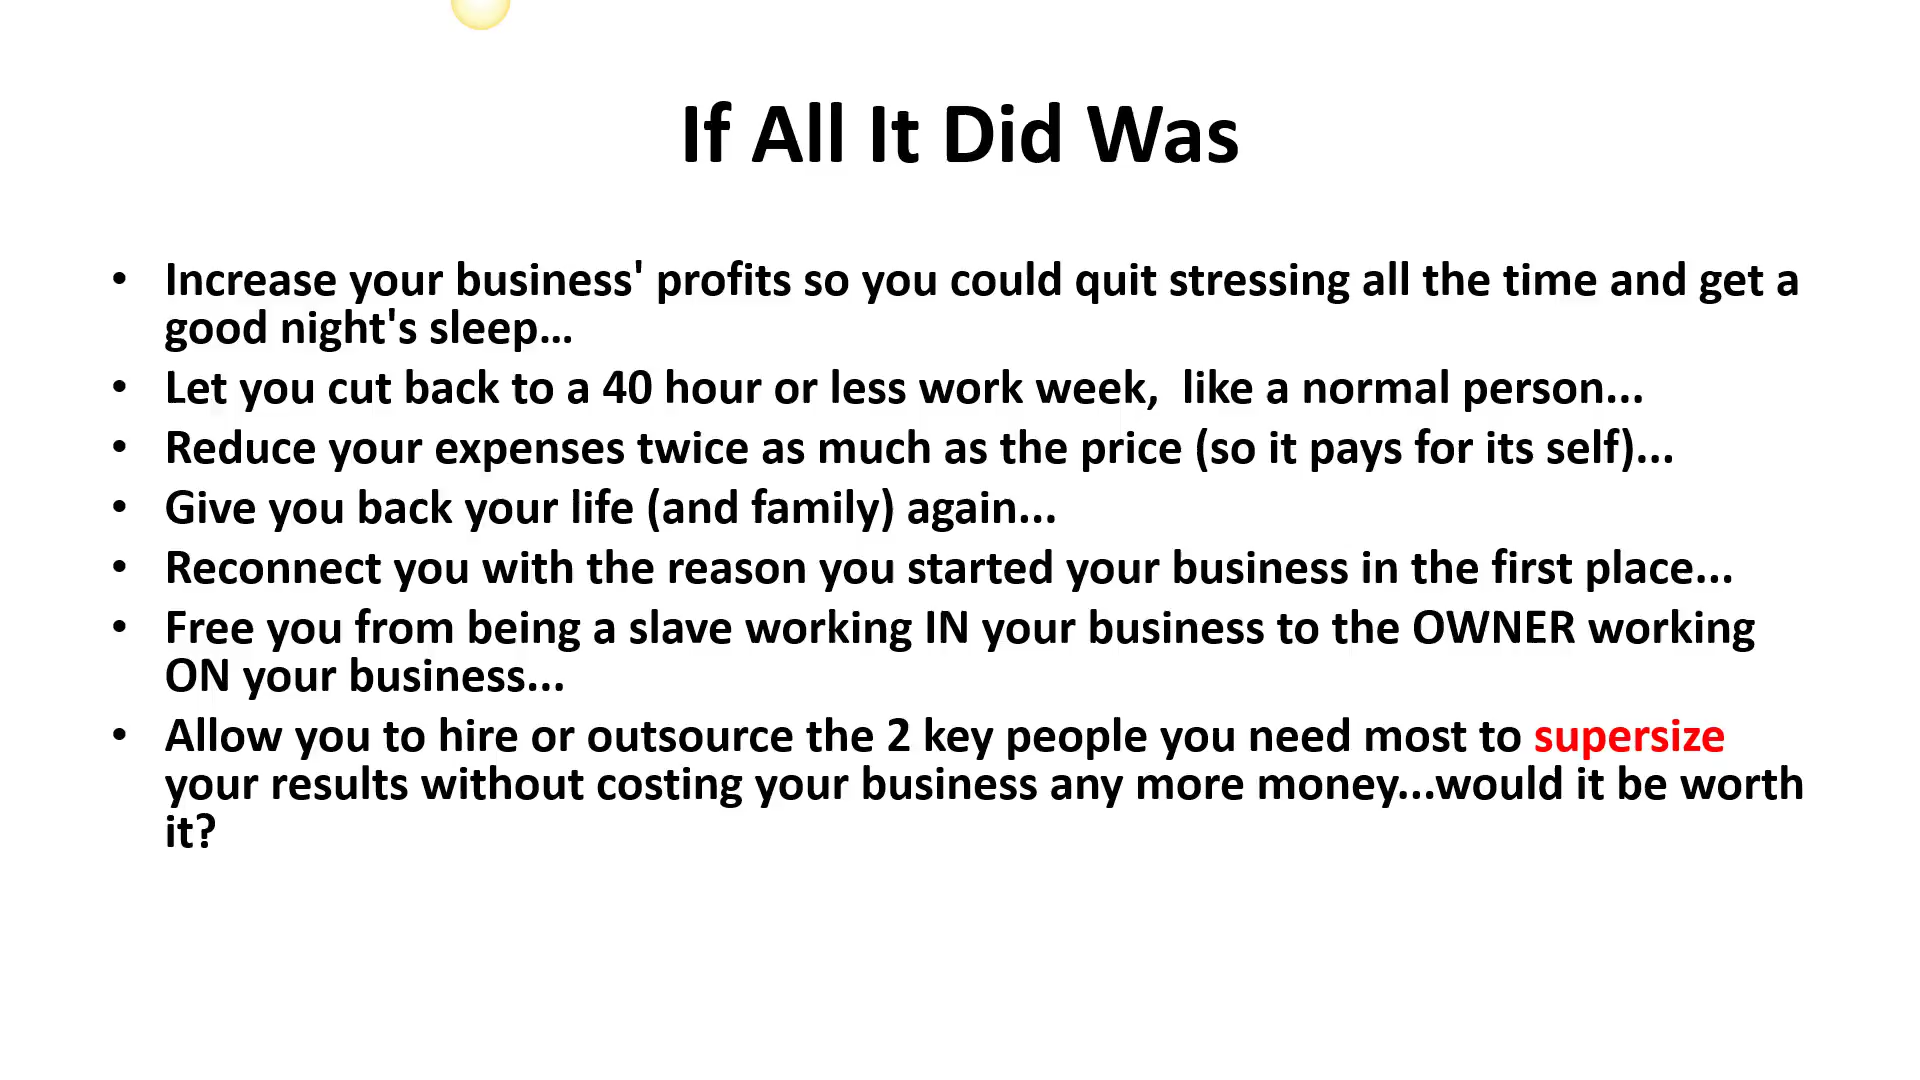 If All It Did Was
• Increase your business' profits so you could quit stressing all the time and get a
good night's sleep...
• Let you cut back to a 40 hour or less work week,  like a normal person...
• Reduce your expenses twice as much as the price (so it pays for its self)...
• Give you back your life (and family) again...
• Reconnect you with the reason you started your business in the first place...
• Free you from being a slave working IN your business to the OWNER working
ON your business...
• Allow you to hire or outsource the 2 key people you need most to supersize
your results without costing your business any more money...would it be worth
it?